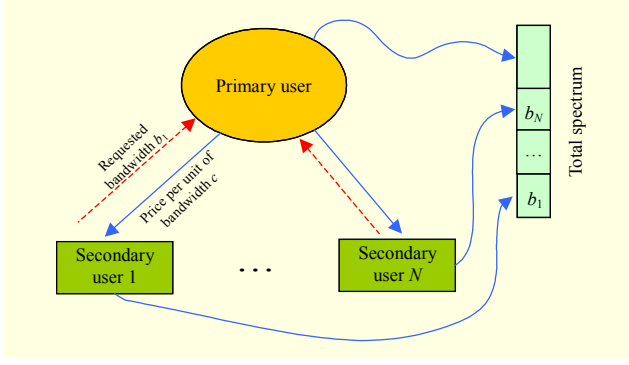 Primary user
Requested
bandwidth b1
Price per unit of
bandwidth c
Secondary
user 1
...
Secondary
user N
bN
...
b1
Total spectrum